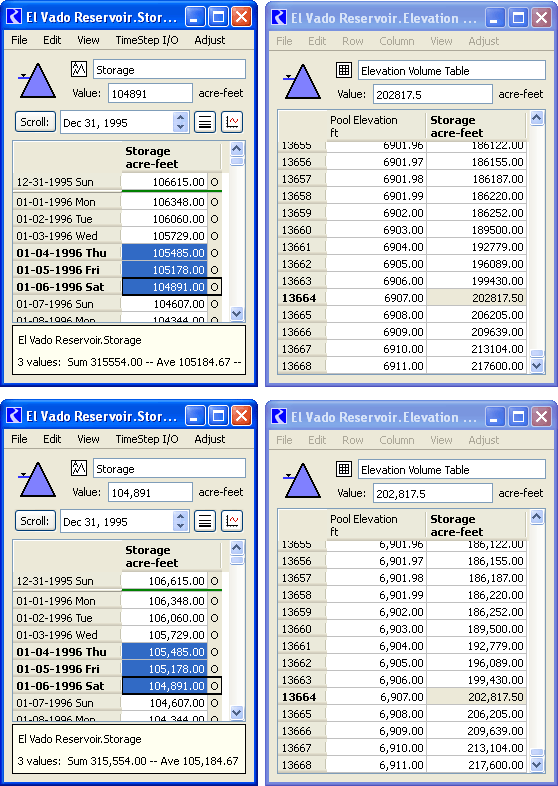 El Vado Reservoir.Stor...
File Edit View TimeStep I/O Adjust
Storage
Value: 104891 acre-feet
Scroll: Dec 31, 1995
Storage
acre-feet
12-31-1995 Sun 106615.00 O
01-01-1996 Mon 106348.00 O
01-02-1996 Tue 106060.00 O
01-03-1996 Wed 105729.00 O
01-04-1996 Thu 105485.00 O
01-05-1996 Fri 105178.00 O
01-06-1996 Sat 104891.00 O
01-07-1996 Sun 104607.00 O
01-08-1996 Mon 104344.00 O
El Vado Reservoir.Storage
3 values: Sum 315554.00 -- Ave 105184.67 --
El Vado Reservoir.Elevation ...
File Edit Row Column View Adjust
Elevation Volume Table
Value: 202817.5 acre-feet
Pool Elevation Storage
ft acre-feet
13655 6901.96 186122.00
13656 6901.97 186155.00
13657 6901.98 186187.00
13658 6901.99 186220.00
13659 6902.00 186252.00
13660 6903.00 189500.00
13661 6904.00 192779.00
13662 6905.00 196089.00
13663 6906.00 199430.00
13664 6907.00 202817.50
13665 6908.00 206205.00
13666 6909.00 209639.00
13667 6910.00 213104.00
13668 6911.00 217600.00
El Vado Reservoir.Stor...
File Edit View TimeStep I/O Adjust
Storage
Value: 104,891 acre-feet
Scroll: Dec 31, 1995
Storage
acre-feet
12-31-1995 Sun 106,615.00 O
01-01-1996 Mon 106,348.00 O
01-02-1996 Tue 106,060.00 O
01-03-1996 Wed 105,729.00 O
01-04-1996 Thu 105,485.00 O
01-05-1996 Fri 105,178.00 O
01-06-1996 Sat 104,891.00 O
01-07-1996 Sun 104,607.00 O
01-08-1996 Mon 104,344.00 O
El Vado Reservoir.Storage
3 values: Sum 315,554.00 -- Ave 105,184.67
El Vado Reservoir.Elevation ...
File Edit Row Column View Adjust
Elevation Volume Table
Value: 202,817.5 acre-feet
Pool Elevation Storage
ft acre-feet
13655 6,901.96 186,122.00
13656 6,901.97 186,155.00
13657 6,901.98 186,187.00
13658 6,901.99 186,220.00
13659 6,902.00 186,252.00
13660 6,903.00 189,500.00
13661 6,904.00 192,779.00
13662 6,905.00 196,089.00
13663 6,906.00 199,430.00
13664 6,907.00 202,817.50
13665 6,908.00 206,205.00
13666 6,909.00 209,639.00
13667 6,910.00 213,104.00
13668 6,911.00 217,600.00